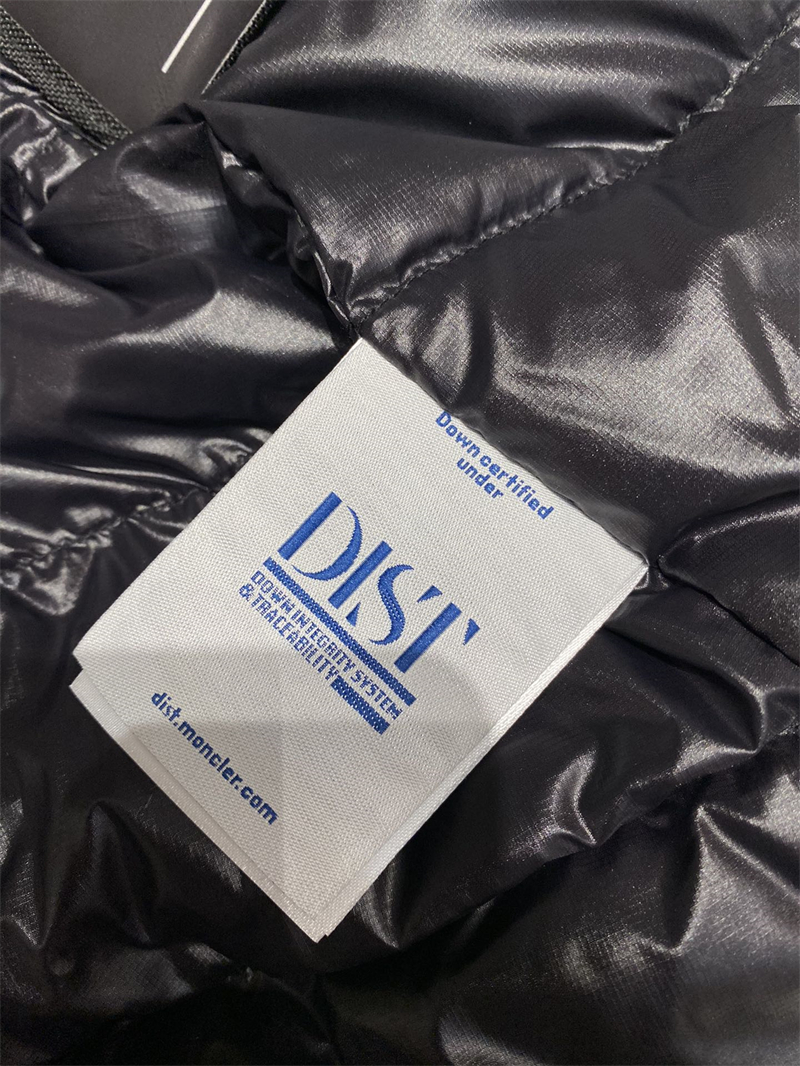 Down certified
under
DIST
DOWN INTEGRITY SYSTEM
& TRACEABILITY
dist.moncler.com